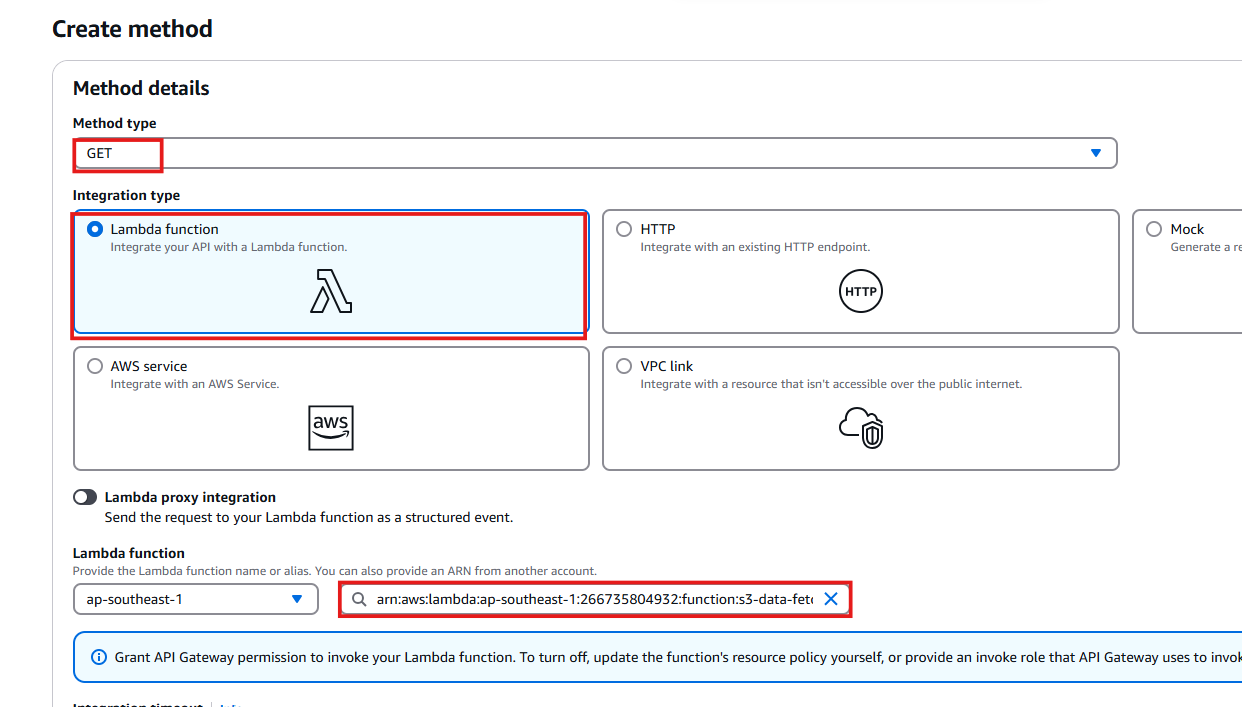 Create method
Method details
Method type
GET
Integration type
Lambda function
Integrate your API with a Lambda function.
HTTP
Integrate with an existing HTTP endpoint.
HTTP
Mock
Generate a
AWS service
Integrate with an AWS Service.
aws
VPC link
Integrate with a resource that isn't accessible over the public internet.
Lambda proxy integration
Send the request to your Lambda function as a structured event.
Lambda function
Provide the Lambda function name or alias. You can also provide an ARN from another account.
ap-southeast-1
arn:aws:lambda:ap-southeast-1:266735804932:function:s3-data-fet
Grant API Gateway permission to invoke your Lambda function. To turn off, update the function's resource policy yourself, or provide an invoke role that API Gateway uses to
Integration timeout